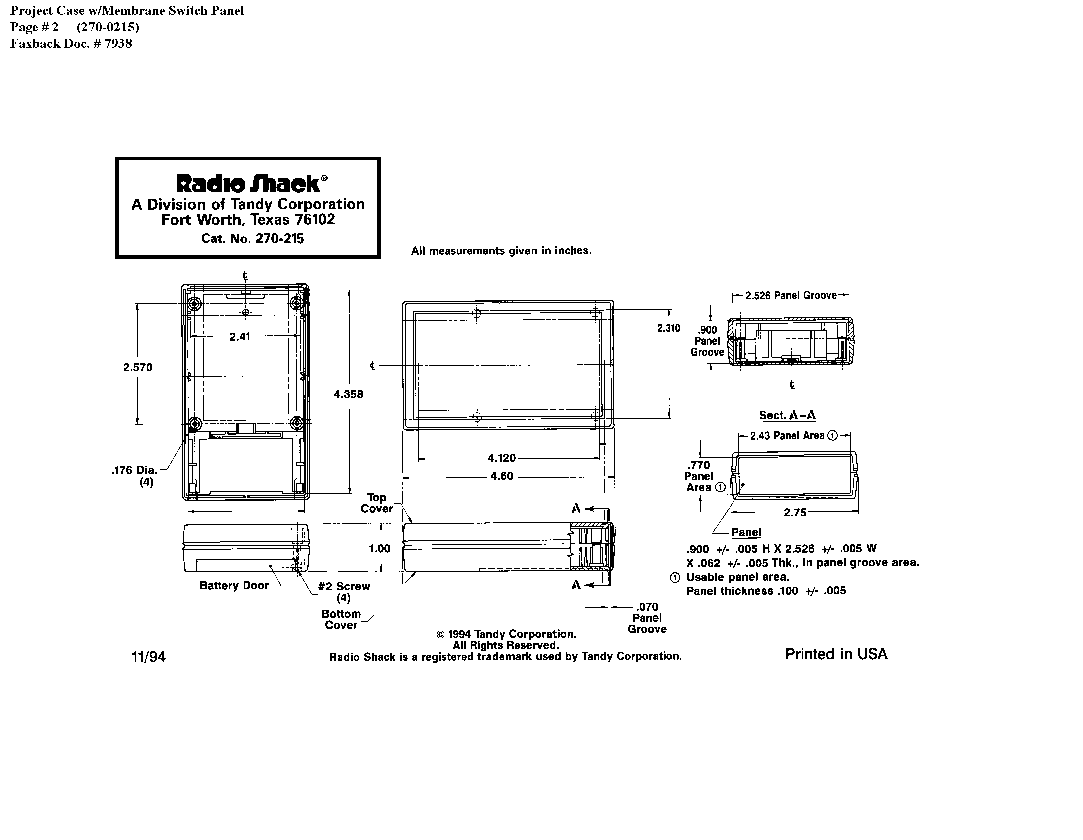 Project Case w/Membrane Switch Panel
Page # 2 (270-0215)
Faxback Doc. # 7938
Radio Shack®
A Division of Tandy Corporation
Fort Worth, Texas 76102
Cat. No. 270-215
All measurements given in inches.
℄
2.41
2.570
4.358
.176 Dia.
(4)
℄
2.310
4.120
4.60
2.526 Panel Groove
.900
Panel
Groove
℄
Sect. A-A
2.43 Panel Area ①
.770
Panel
Area ①
2.75
Panel
.900 +/- .005 H X 2.526 +/- .005 W
X .062 +/- .005 Thk., In panel groove area.
① Usable panel area.
Panel thickness .100 +/- .005
Top
Cover
A
1.00
A
Battery Door
#2 Screw
(4)
Bottom
Cover
.070
Panel
Groove
© 1994 Tandy Corporation.
All Rights Reserved.
Radio Shack is a registered trademark used by Tandy Corporation.
11/94
Printed in USA